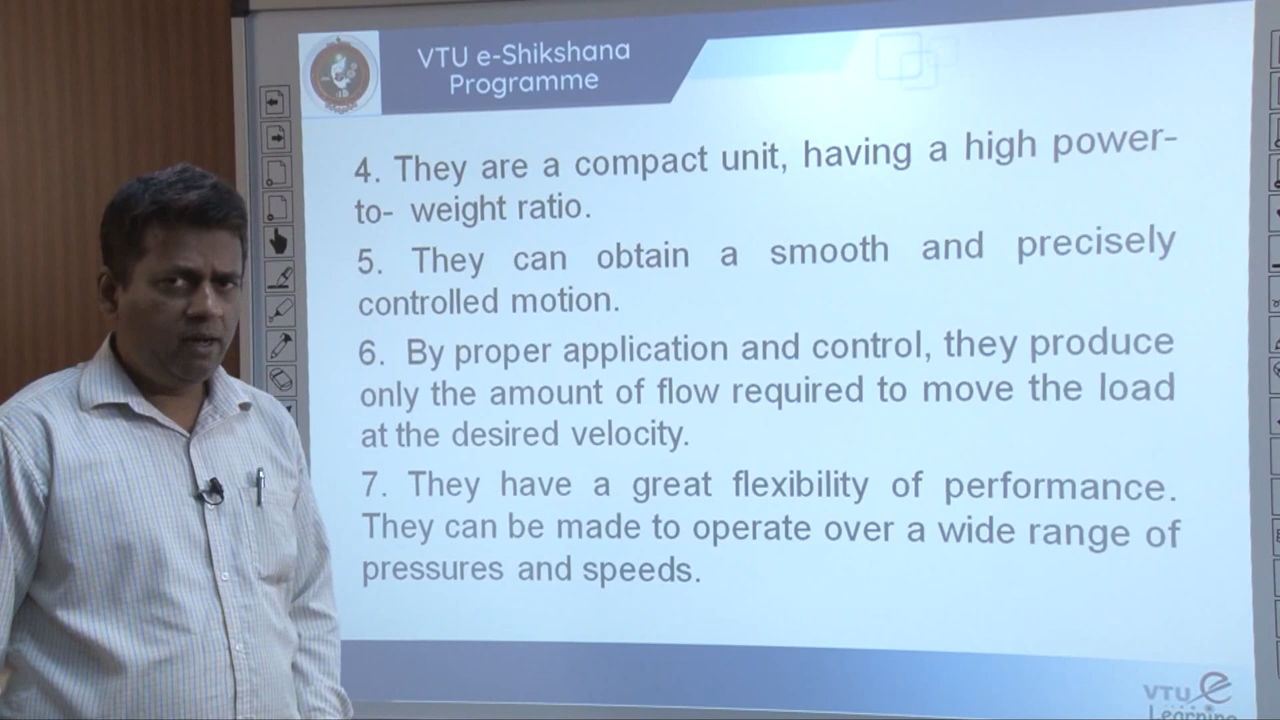 VTU e-Shikshana
Programme
4. They are a compact unit, having a high power-
to- weight ratio.
5. They can obtain a smooth and precisely
controlled motion.
6. By proper application and control, they produce
only the amount of flow required to move the load
at the desired velocity.
7. They have a great flexibility of performance.
They can be made to operate over a wide range of
pressures and speeds.
VTU e
Learning